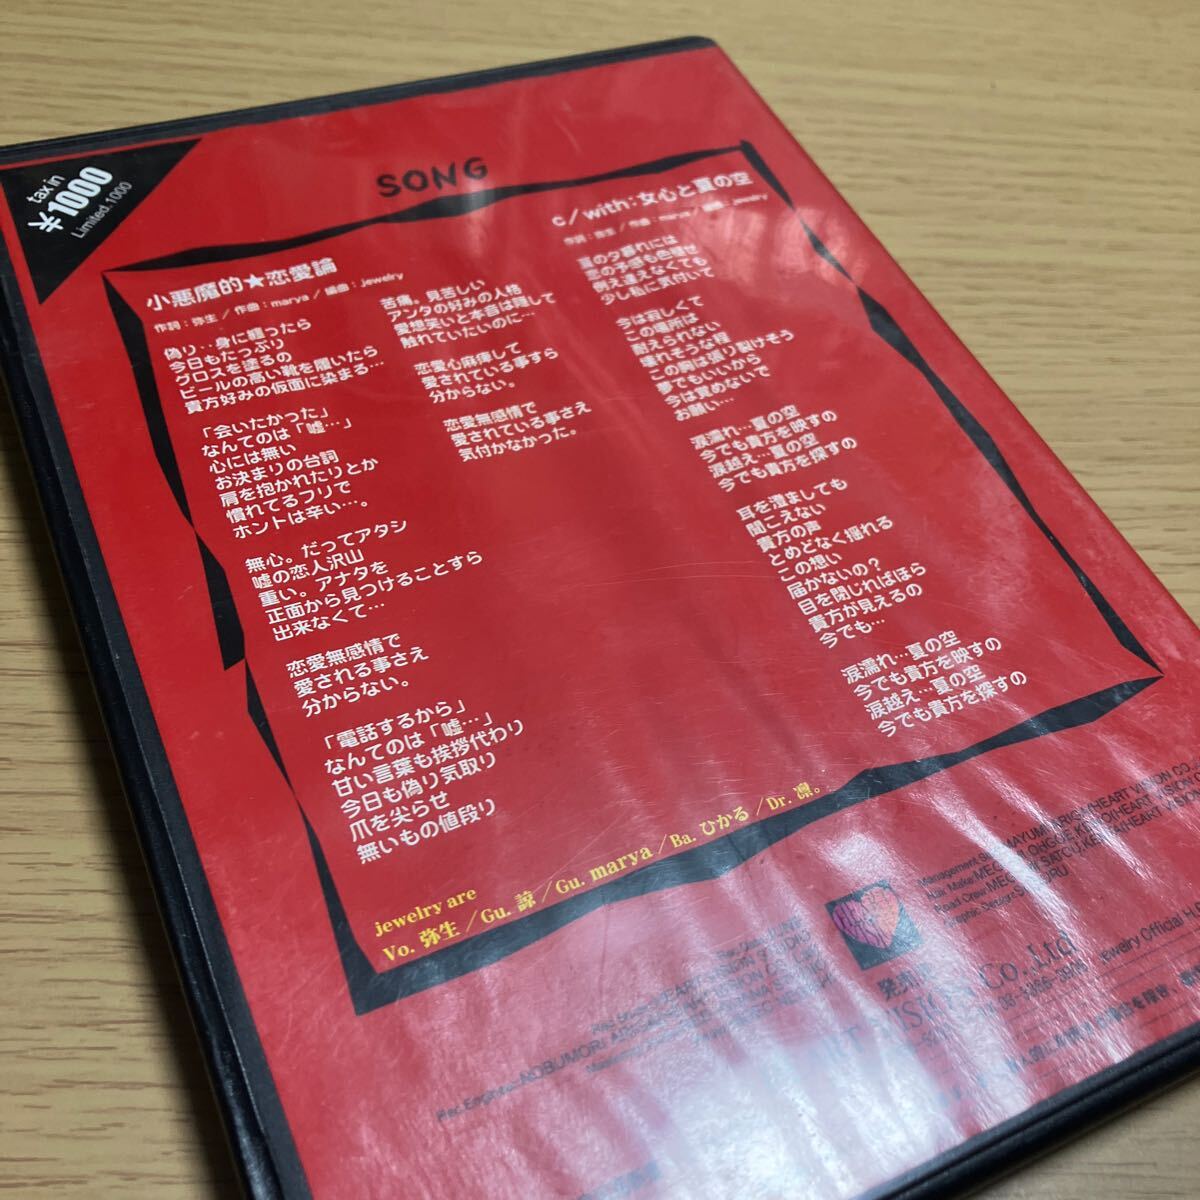 tax in
¥1000
Limited.1000
SONG
小悪魔的★恋愛論
作詞：弥生 / 作曲：marya / 編曲：jewelry
偽り‥身に纏ったら
今日もたっぷり
グロスを塗るの
ピールの高い靴を履いたら
貴方好みの仮面に染まる…
「会いたかった」
なんてのは「嘘…」
心には無い
お決まりの台詞
肩を抱かれたりとか
慣れてるフリで
ホントは辛い…。
無心。だってアタシ
嘘の恋人沢山
重い。アナタを
正面から見つけることすら
出来なくて…
恋愛無感情で
愛される事さえ
分からない。
「電話するから」
なんてのは「嘘…」
甘い言葉も挨拶代わり
今日も偽り気取り
爪を尖らせ
無いもの値段り
苦痛。見苦しい
アンタの好みの人格
愛想笑いと本音は隠して
触れていたいのに…
恋愛心麻痺して
愛されている事すら
分からない。
恋愛無感情で
愛されている事さえ
気付かなかった。
c/with：女心と夏の空
作詞：弥生 / 作曲：marya / 編曲：jewelry
夏の夕暮れには
恋の予感も色褪せ
例え逢えなくても
少し私に気付いて
今は寂しくて
この場所は
耐えられない
壊れそうな程
この胸は張り裂けそう
夢でもいいから
今は覚めないで
お願い…
涙濡れ…夏の空
今でも貴方を映すの
涙越え…夏の空
今でも貴方を探すの
耳を澄ましても
聞こえない
貴方の声
とめどなく揺れる
この想い
届かないの？
目を閉じればほら
貴方が見えるの
今でも…
涙濡れ…夏の空
今でも貴方を映すの
涙越え…夏の空
今でも貴方を探すの
jewelry are
Vo. 弥生 / Gu. 諒 / Gu. marya / Ba. ひかる / Dr. 凛。